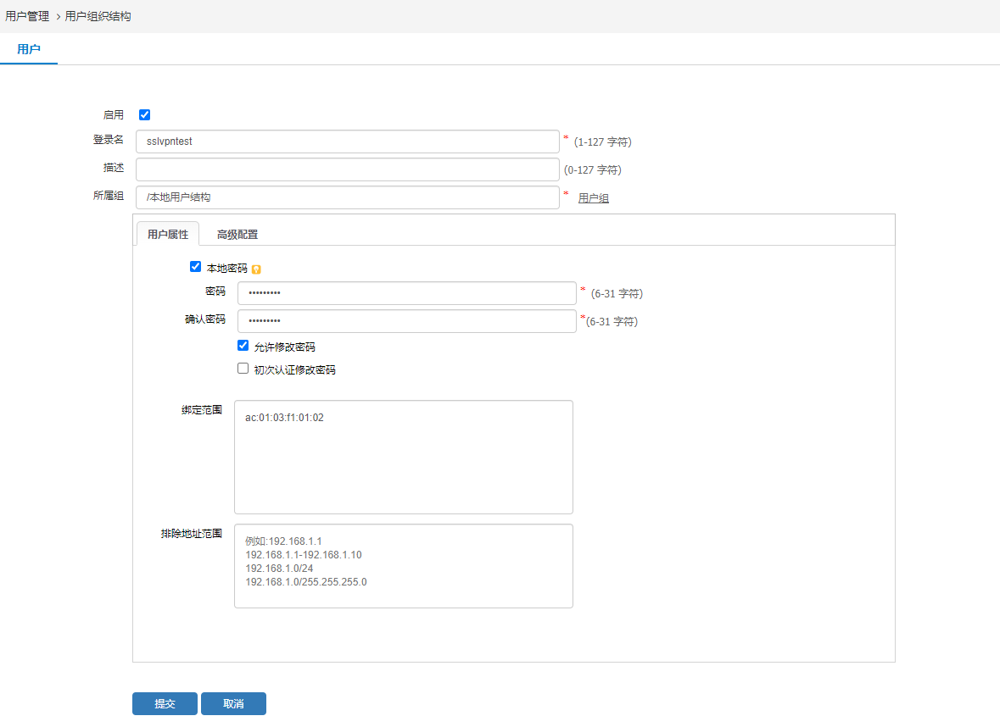 用户管理 > 用户组织结构
用户
启用
登录名 sslvpntest * (1-127 字符)
描述 (0-127 字符)
所属组 /本地用户结构 * 用户组
用户属性 高级配置
本地密码
密码 ••••••••• * (6-31 字符)
确认密码 ••••••••• *(6-31 字符)
允许修改密码
初次认证修改密码
绑定范围 ac:01:03:f1:01:02
排除地址范围 例如:192.168.1.1
192.168.1.1-192.168.1.10
192.168.1.0/24
192.168.1.0/255.255.255.0
提交 取消